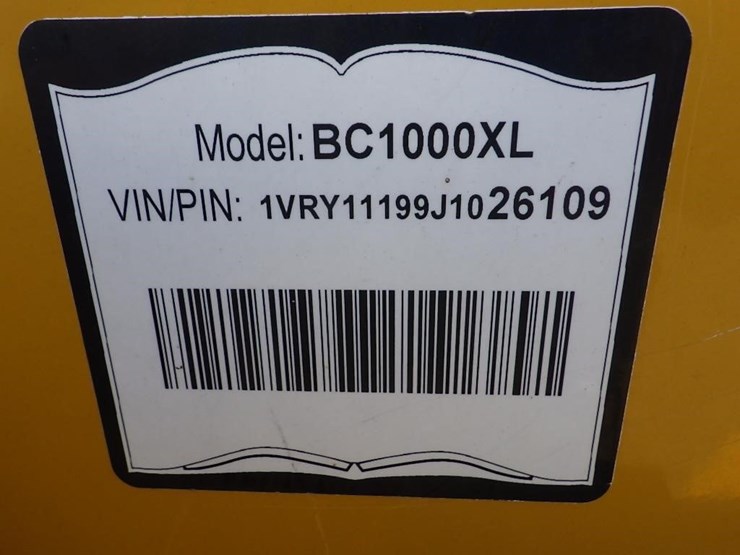 Model: BC1000XL
VIN/PIN: 1VRY11199J1026109